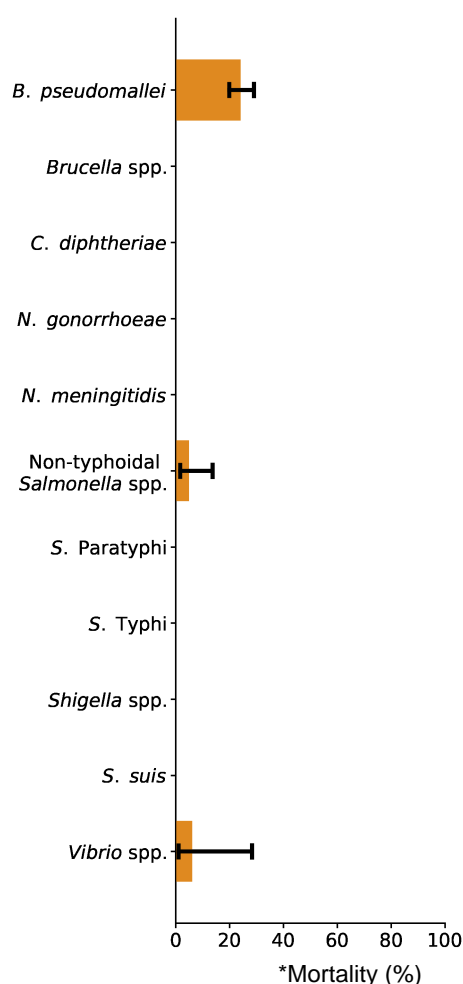 B. pseudomallei
Brucella spp.
C. diphtheriae
N. gonorrhoeae
N. meningitidis
Non-typhoidal
Salmonella spp.
S. Paratyphi
S. Typhi
Shigella spp.
S. suis
Vibrio spp.
0 20 40 60 80 100
*Mortality (%)